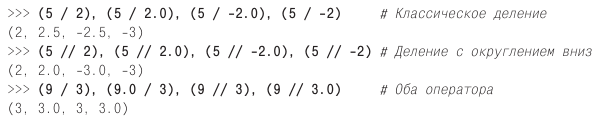 >>> (5 / 2), (5 / 2.0), (5 / -2.0), (5 / -2) # Классическое деление
(2, 2.5, -2.5, -3)
>>> (5 // 2), (5 // 2.0), (5 // -2.0), (5 // -2) # Деление с округлением вниз
(2, 2.0, -3.0, -3)
>>> (9 / 3), (9.0 / 3), (9 // 3), (9 // 3.0) # Оба оператора
(3, 3.0, 3, 3.0)